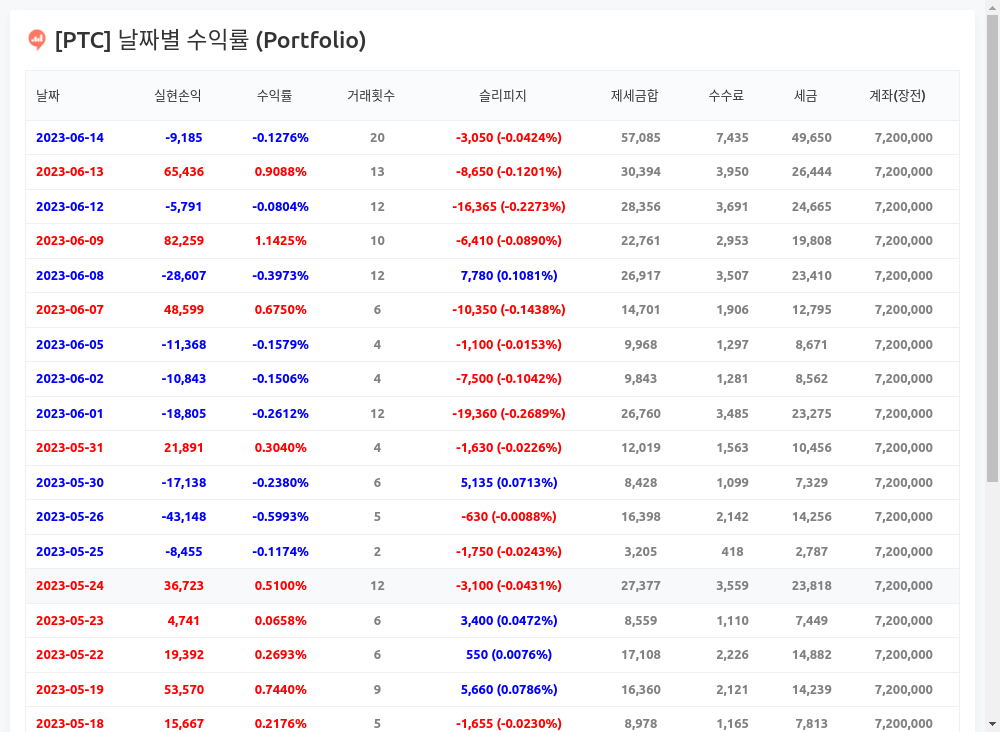 [PTC] 날짜별 수익률 (Portfolio)
날짜 실현손익 수익률 거래횟수 슬리피지 제세금합 수수료 세금 계좌(장전)
2023-06-14 -9,185 -0.1276% 20 -3,050 (-0.0424%) 57,085 7,435 49,650 7,200,000
2023-06-13 65,436 0.9088% 13 -8,650 (-0.1201%) 30,394 3,950 26,444 7,200,000
2023-06-12 -5,791 -0.0804% 12 -16,365 (-0.2273%) 28,356 3,691 24,665 7,200,000
2023-06-09 82,259 1.1425% 10 -6,410 (-0.0890%) 22,761 2,953 19,808 7,200,000
2023-06-08 -28,607 -0.3973% 12 7,780 (0.1081%) 26,917 3,507 23,410 7,200,000
2023-06-07 48,599 0.6750% 6 -10,350 (-0.1438%) 14,701 1,906 12,795 7,200,000
2023-06-05 -11,368 -0.1579% 4 -1,100 (-0.0153%) 9,968 1,297 8,671 7,200,000
2023-06-02 -10,843 -0.1506% 4 -7,500 (-0.1042%) 9,843 1,281 8,562 7,200,000
2023-06-01 -18,805 -0.2612% 12 -19,360 (-0.2689%) 26,760 3,485 23,275 7,200,000
2023-05-31 21,891 0.3040% 4 -1,630 (-0.0226%) 12,019 1,563 10,456 7,200,000
2023-05-30 -17,138 -0.2380% 6 5,135 (0.0713%) 8,428 1,099 7,329 7,200,000
2023-05-26 -43,148 -0.5993% 5 -630 (-0.0088%) 16,398 2,142 14,256 7,200,000
2023-05-25 -8,455 -0.1174% 2 -1,750 (-0.0243%) 3,205 418 2,787 7,200,000
2023-05-24 36,723 0.5100% 12 -3,100 (-0.0431%) 27,377 3,559 23,818 7,200,000
2023-05-23 4,741 0.0658% 6 3,400 (0.0472%) 8,559 1,110 7,449 7,200,000
2023-05-22 19,392 0.2693% 6 550 (0.0076%) 17,108 2,226 14,882 7,200,000
2023-05-19 53,570 0.7440% 9 5,660 (0.0786%) 16,360 2,121 14,239 7,200,000
2023-05-18 15,667 0.2176% 5 -1,655 (-0.0230%) 8,978 1,165 7,813 7,200,000